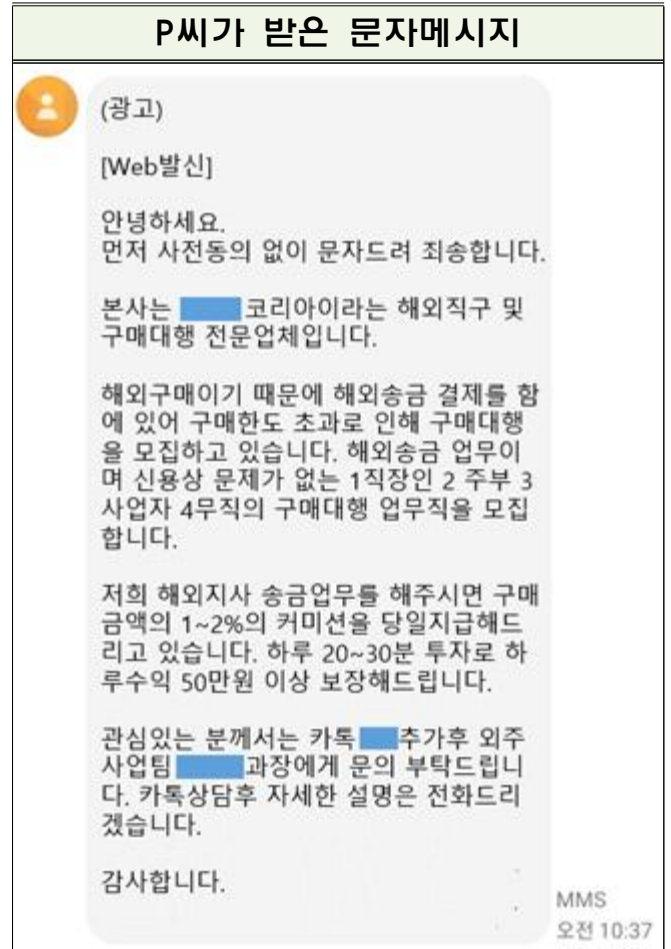 P씨가 받은 문자메시지
(광고)
[Web발신]
안녕하세요.
먼저 사전동의 없이 문자드려 죄송합니다.
본사는 코리아이라는 해외직구 및
구매대행 전문업체입니다.
해외구매이기 때문에 해외송금 결제를 함
에 있어 구매한도 초과로 인해 구매대행
을 모집하고 있습니다. 해외송금 업무이
며 신용상 문제가 없는 1직장인 2 주부 3
사업자 4무직의 구매대행 업무직을 모집
합니다.
저희 해외지사 송금업무를 해주시면 구매
금액의 1~2%의 커미션을 당일지급해드
리고 있습니다. 하루 20~30분 투자로 하
루수익 50만원 이상 보장해드립니다.
관심있는 분께서는 카톡 추가후 외주
사업팀 과장에게 문의 부탁드립니
다. 카톡상담후 자세한 설명은 전화드리
겠습니다.
감사합니다.
MMS
오전 10:37